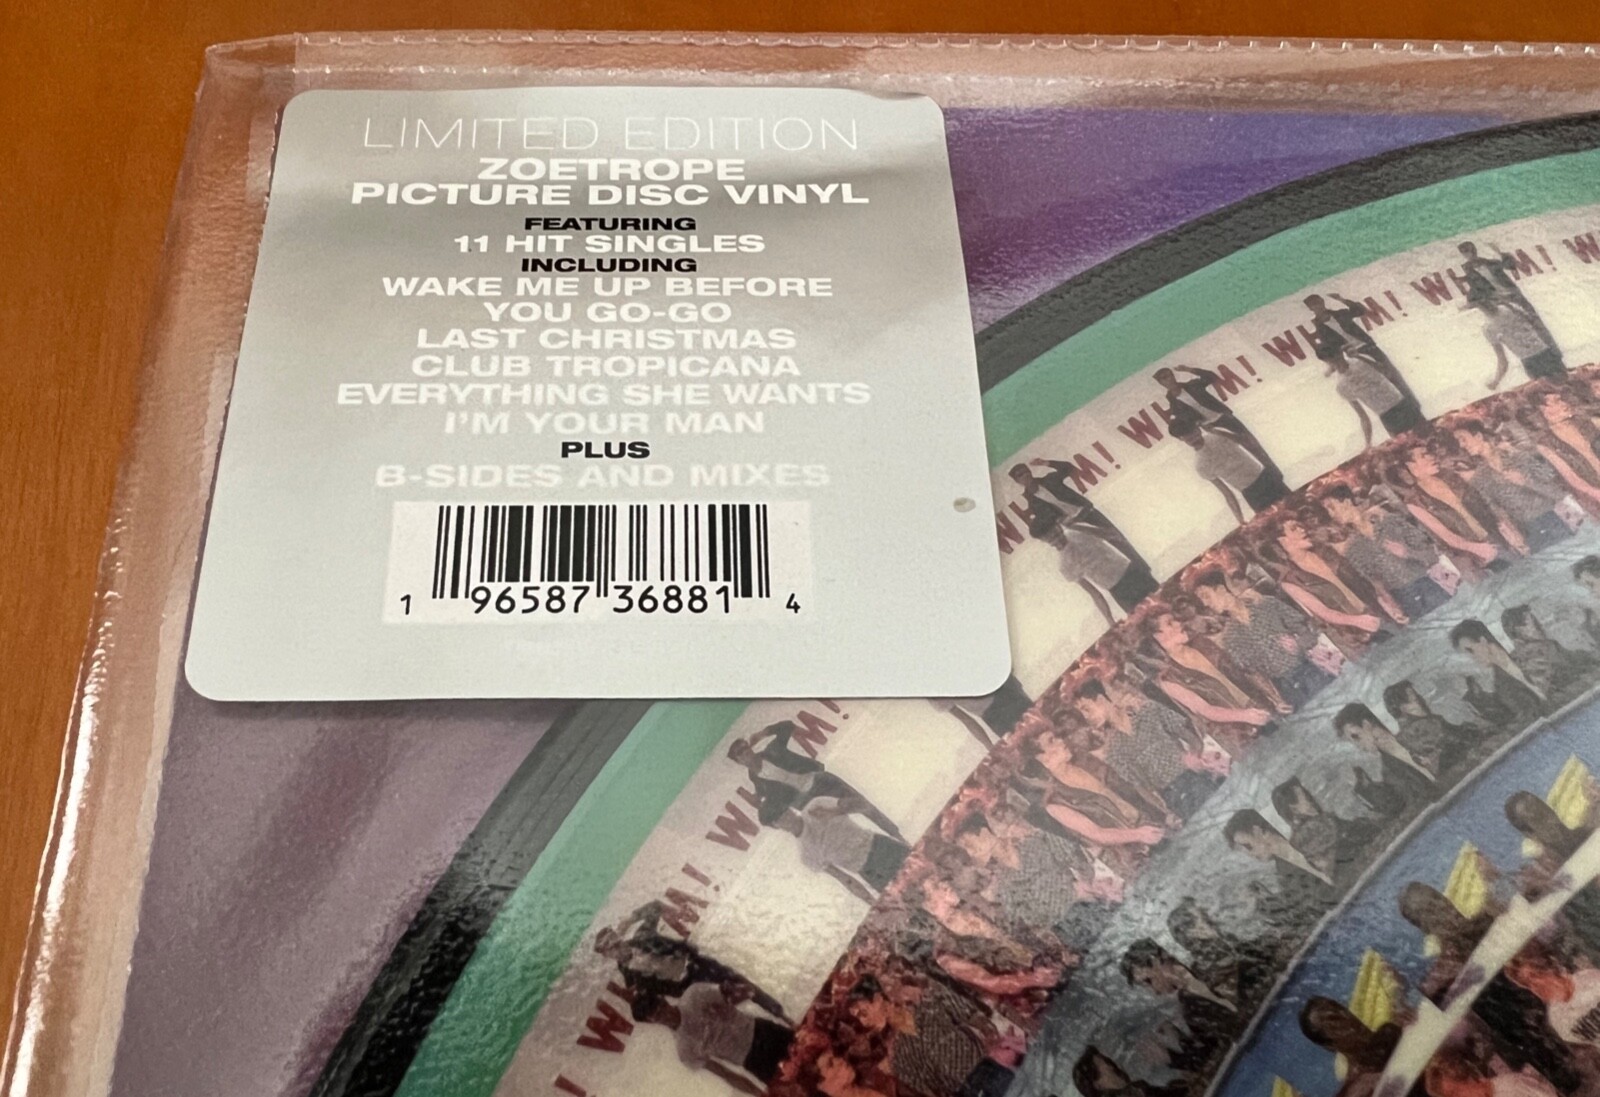 LIMITED EDITION
ZOETROPE
PICTURE DISC VINYL
FEATURING
11 HIT SINGLES
INCLUDING
WAKE ME UP BEFORE
YOU GO-GO
LAST CHRISTMAS
CLUB TROPICANA
EVERYTHING SHE WANTS
I'M YOUR MAN
PLUS
B-SIDES AND MIXES
1 96587 36881 4